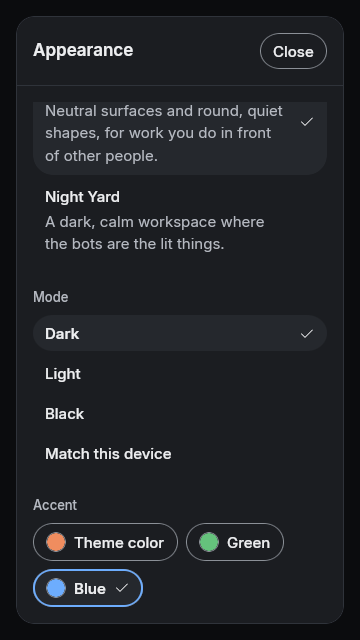 Appearance
Close
Neutral surfaces and round, quiet
shapes, for work you do in front
of other people.
Night Yard
A dark, calm workspace where
the bots are the lit things.
Mode
Dark
Light
Black
Match this device
Accent
Theme color
Green
Blue